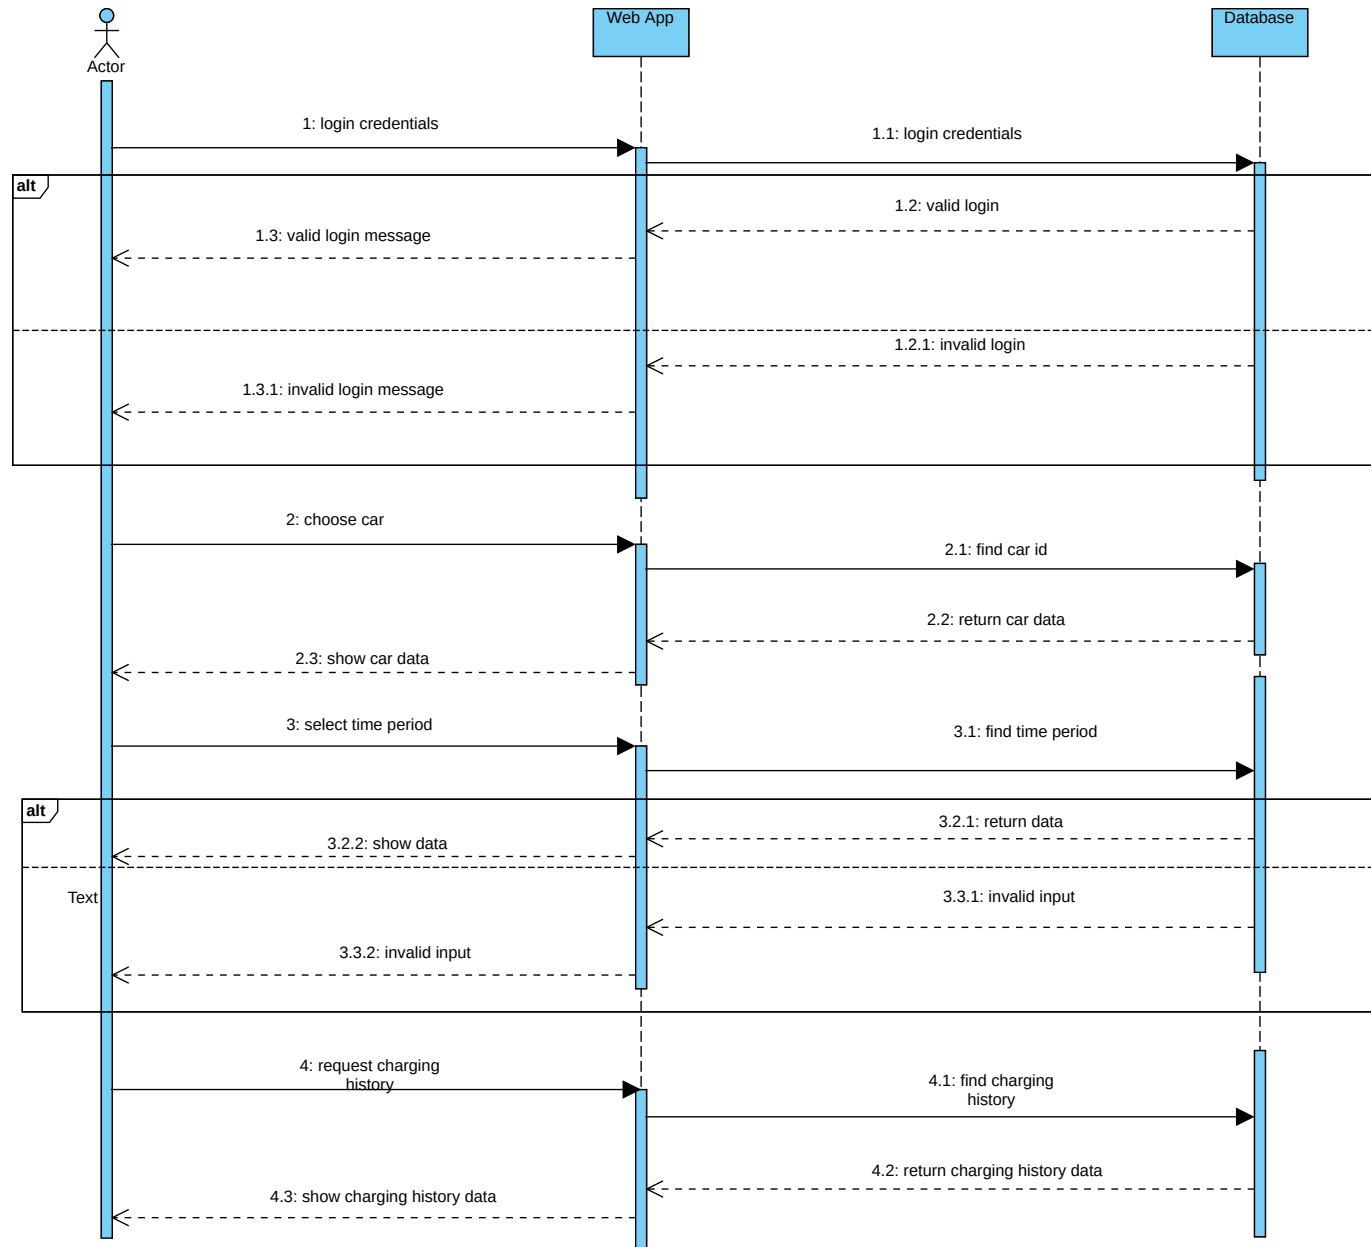 Actor
Web App
Database
1: login credentials
1.1: login credentials
alt
1.2: valid login
1.3: valid login message
1.2.1: invalid login
1.3.1: invalid login message
2: choose car
2.1: find car id
2.2: return car data
2.3: show car data
3: select time period
3.1: find time period
alt
3.2.1: return data
3.2.2: show data
Text
3.3.1: invalid input
3.3.2: invalid input
4: request charging
history
4.1: find charging
history
4.2: return charging history data
4.3: show charging history data